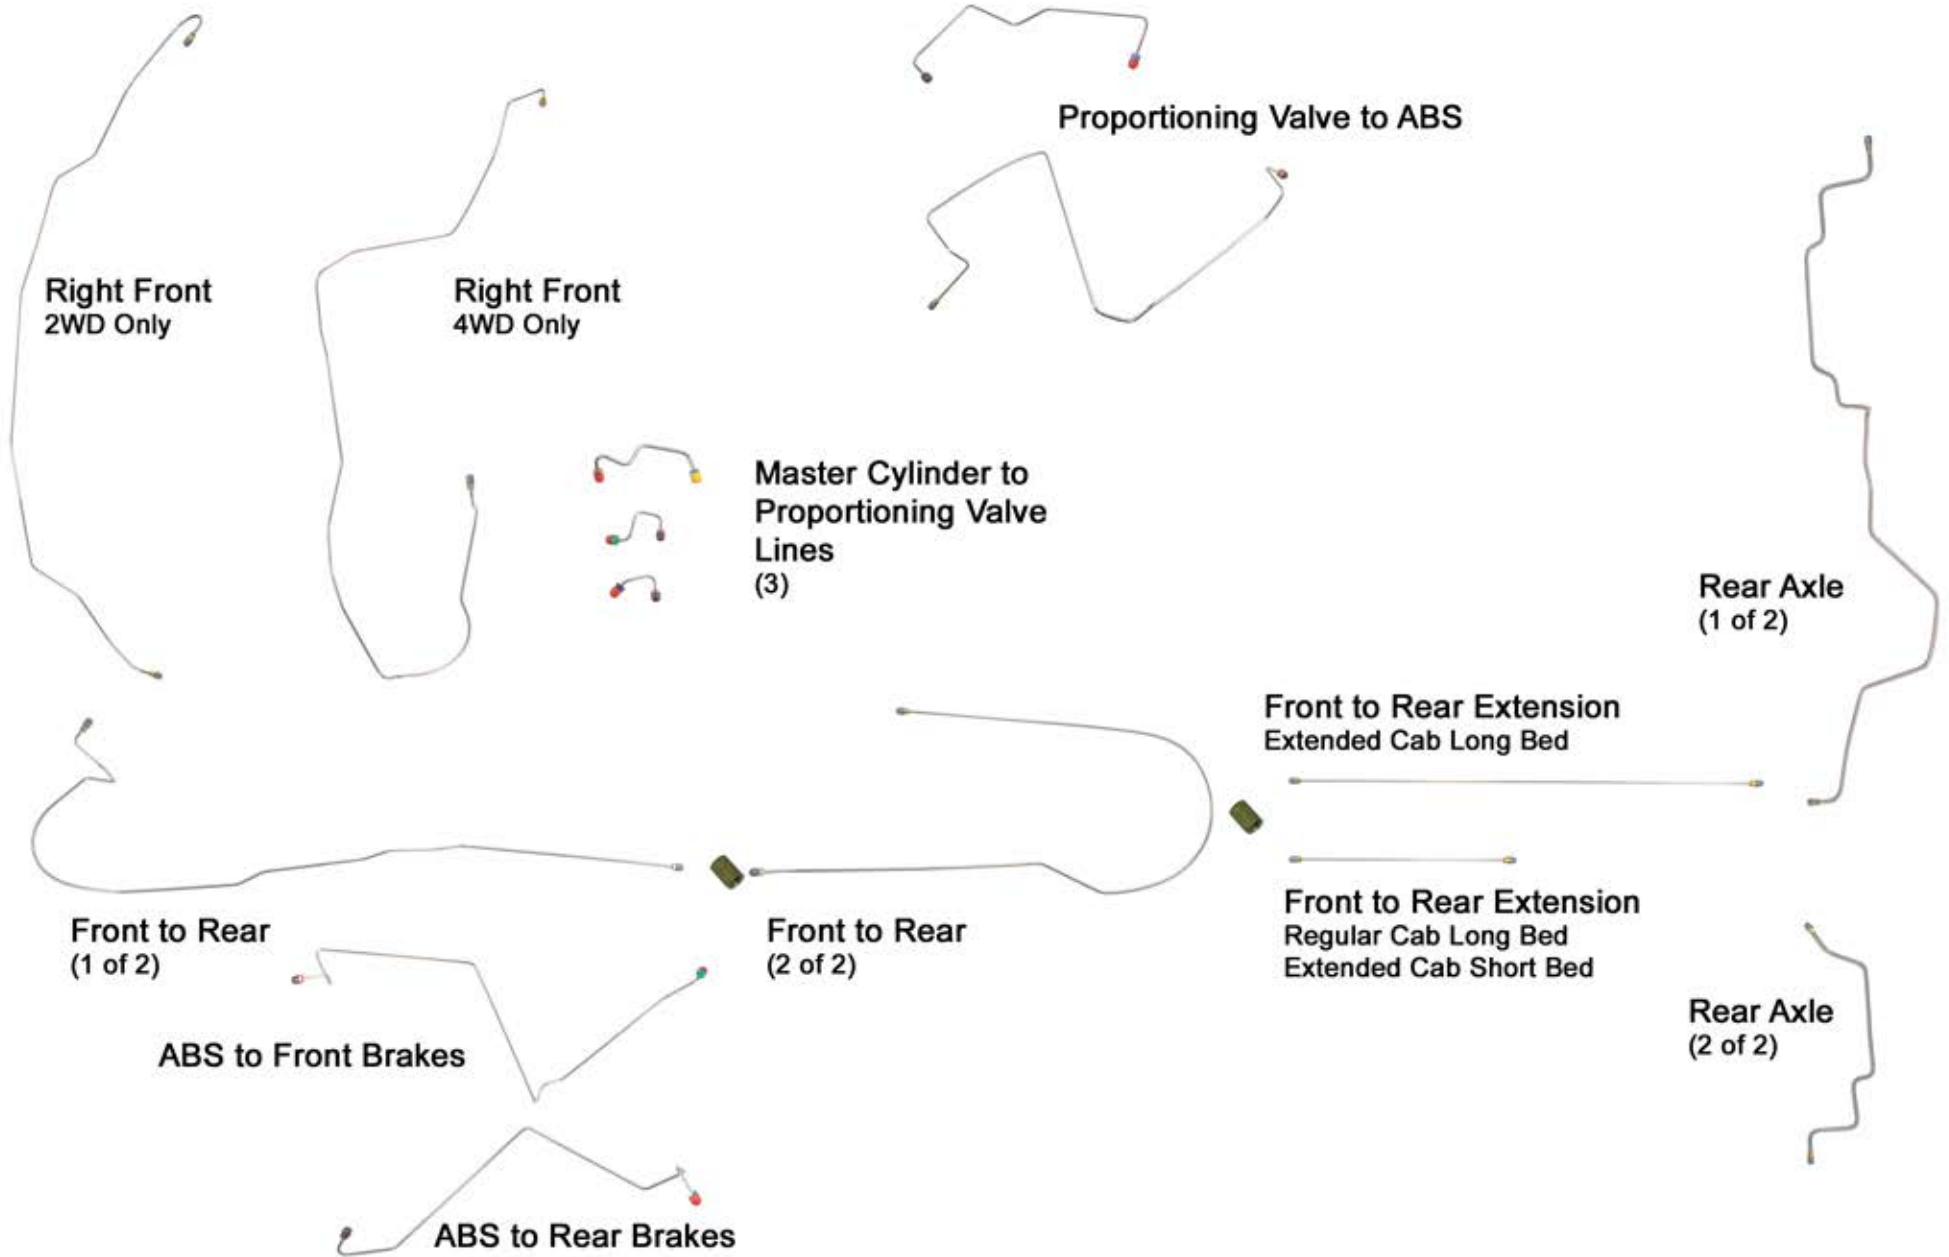 Proportioning Valve to ABS
Right Front
2WD Only
Right Front
4WD Only
Master Cylinder to
Proportioning Valve
Lines
(3)
Rear Axle
(1 of 2)
Front to Rear Extension
Extended Cab Long Bed
Front to Rear
(1 of 2)
Front to Rear
(2 of 2)
Front to Rear Extension
Regular Cab Long Bed
Extended Cab Short Bed
Rear Axle
(2 of 2)
ABS to Front Brakes
ABS to Rear Brakes